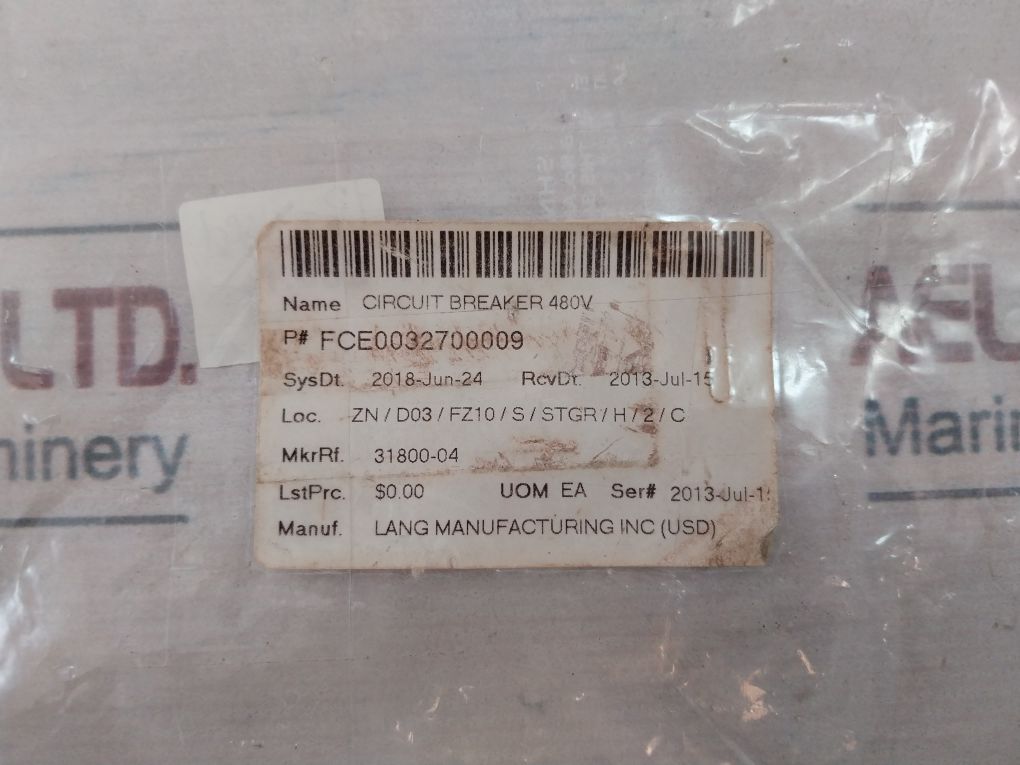 Name CIRCUIT BREAKER 480V
P# FCE0032700009
SysDt. 2018-Jun-24 RcvDt. 2013-Jul-15
Loc. ZN / D03 / FZ10 / S / STGR / H / 2 / C
MkrRf. 31800-04
LstPrc. $0.00 UOM EA Ser# 2013-Jul-1
Manuf. LANG MANUFACTURING INC (USD)
LTD.
hinery
AEL
Marin